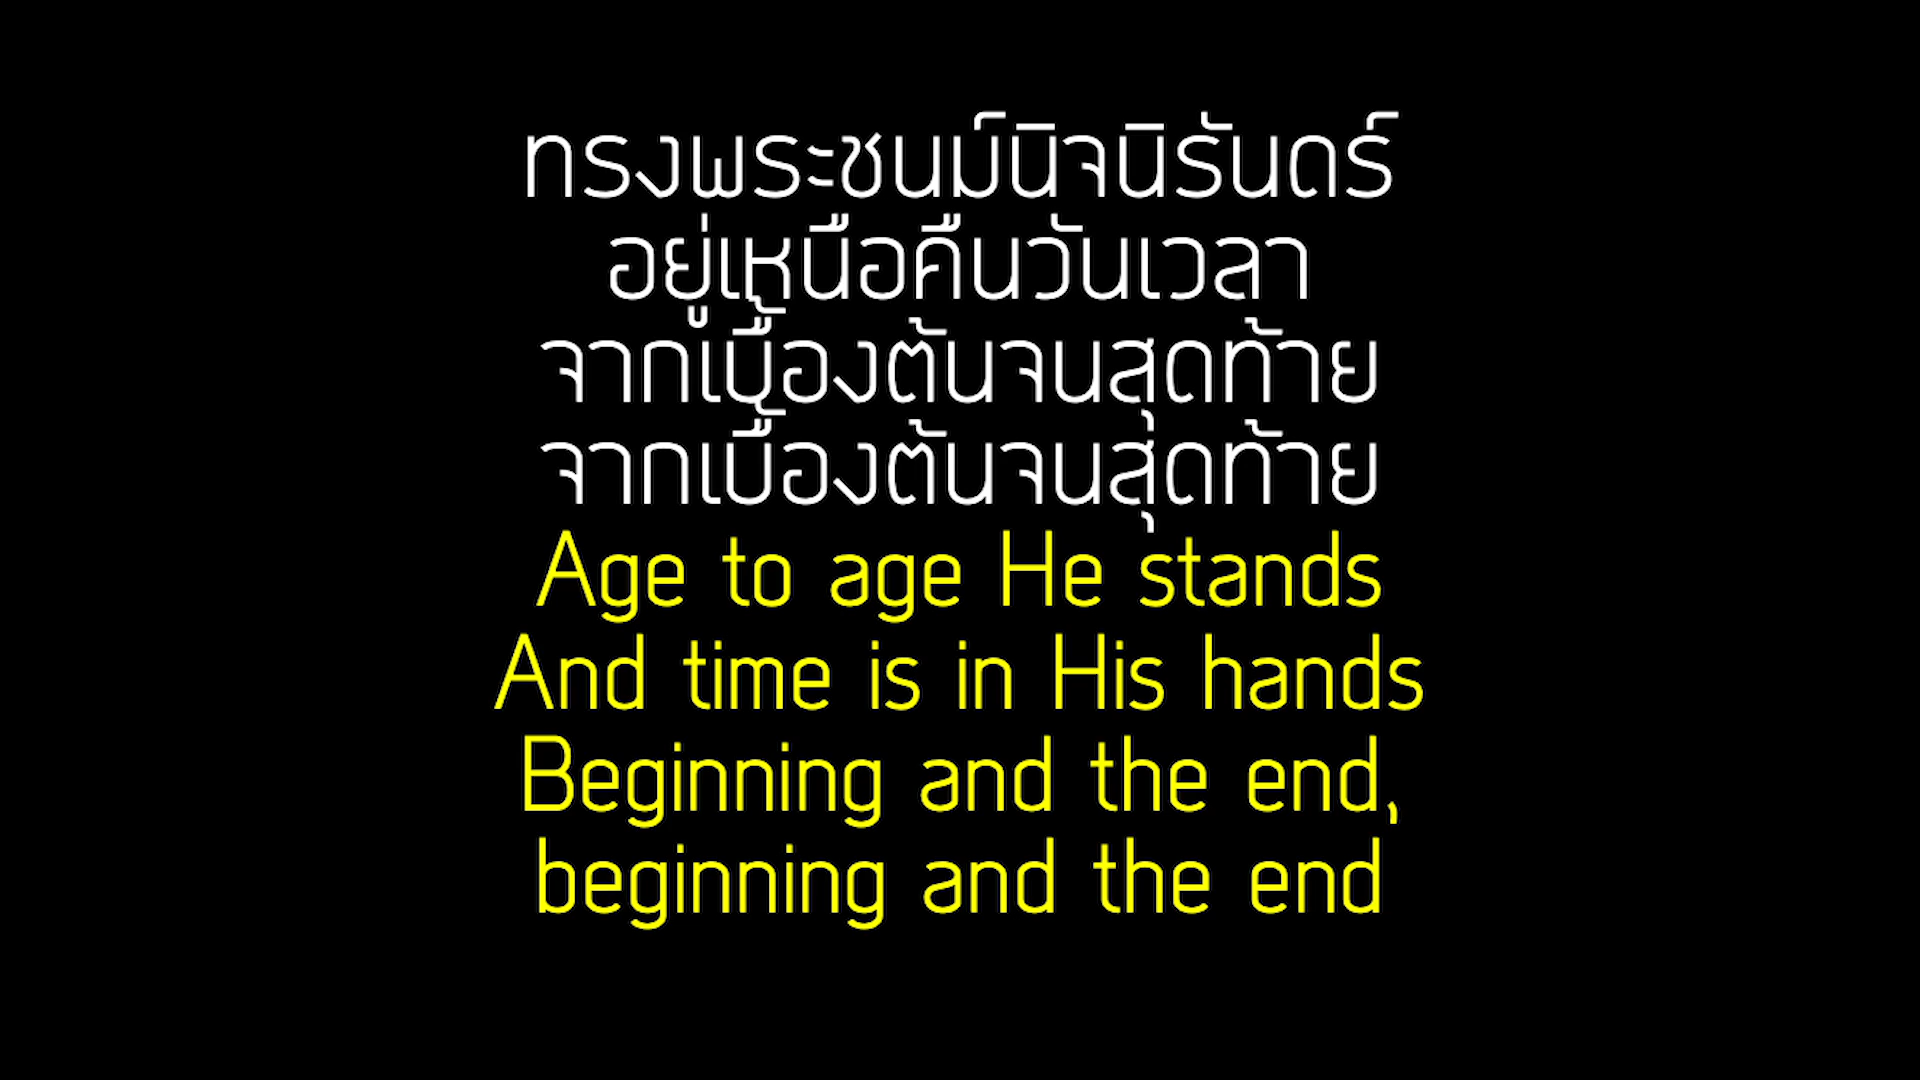 ทรงพระชนม์นิจนิรันดร์
อยู่เหนือคืนวันเวลา
จากเบื้องต้นจนสุดท้าย
จากเบื้องต้นจนสุดท้าย
Age to age He stands
And time is in His hands
Beginning and the end,
beginning and the end